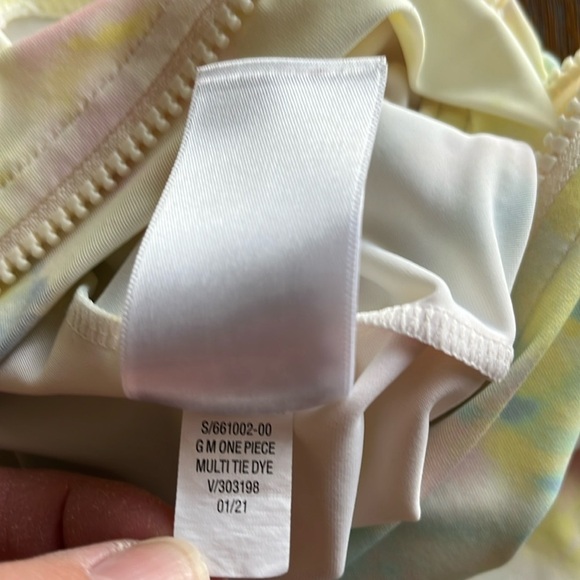 S/661002-00
G M ONE PIECE
MULTI TIE DYE
V/303198
01/21